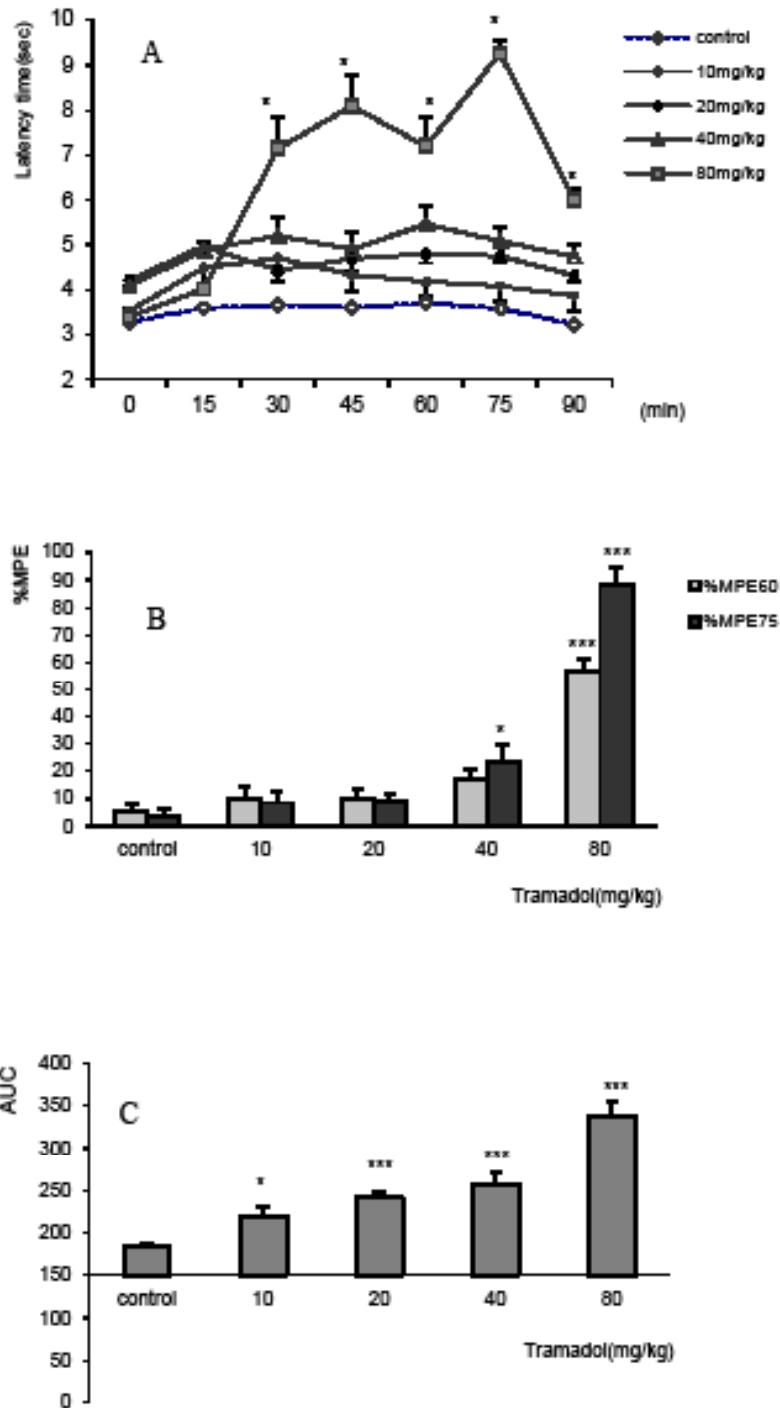 A
Latency time(sec)
10
9
8
7
6
5
4
3
2
0 15 30 45 60 75 90
(min)
* * * * *
control
10mg/kg
20mg/kg
40mg/kg
80mg/kg
B
%MPE
100
90
80
70
60
50
40
30
20
10
0
* *** ***
control 10 20 40 80
Tramadol(mg/kg)
%MPE60
%MPE75
C
AUC
400
350
300
250
200
150
100
50
0
* *** *** ***
control 10 20 40 80
Tramadol(mg/kg)